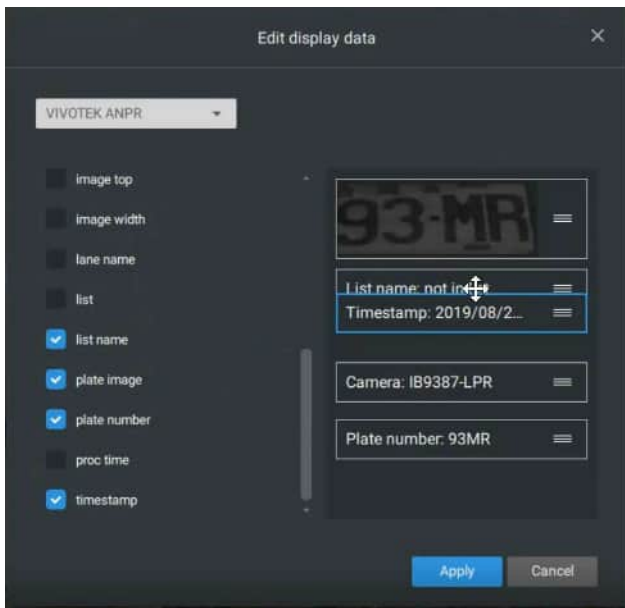 Edit display data
VIVOTEK ANPR
image top
image width
lane name
list
list name
plate image
plate number
proc time
timestamp
93-MR
List name: not in
Timestamp: 2019/08/2...
Camera: IB9387-LPR
Plate number: 93MR
Apply
Cancel